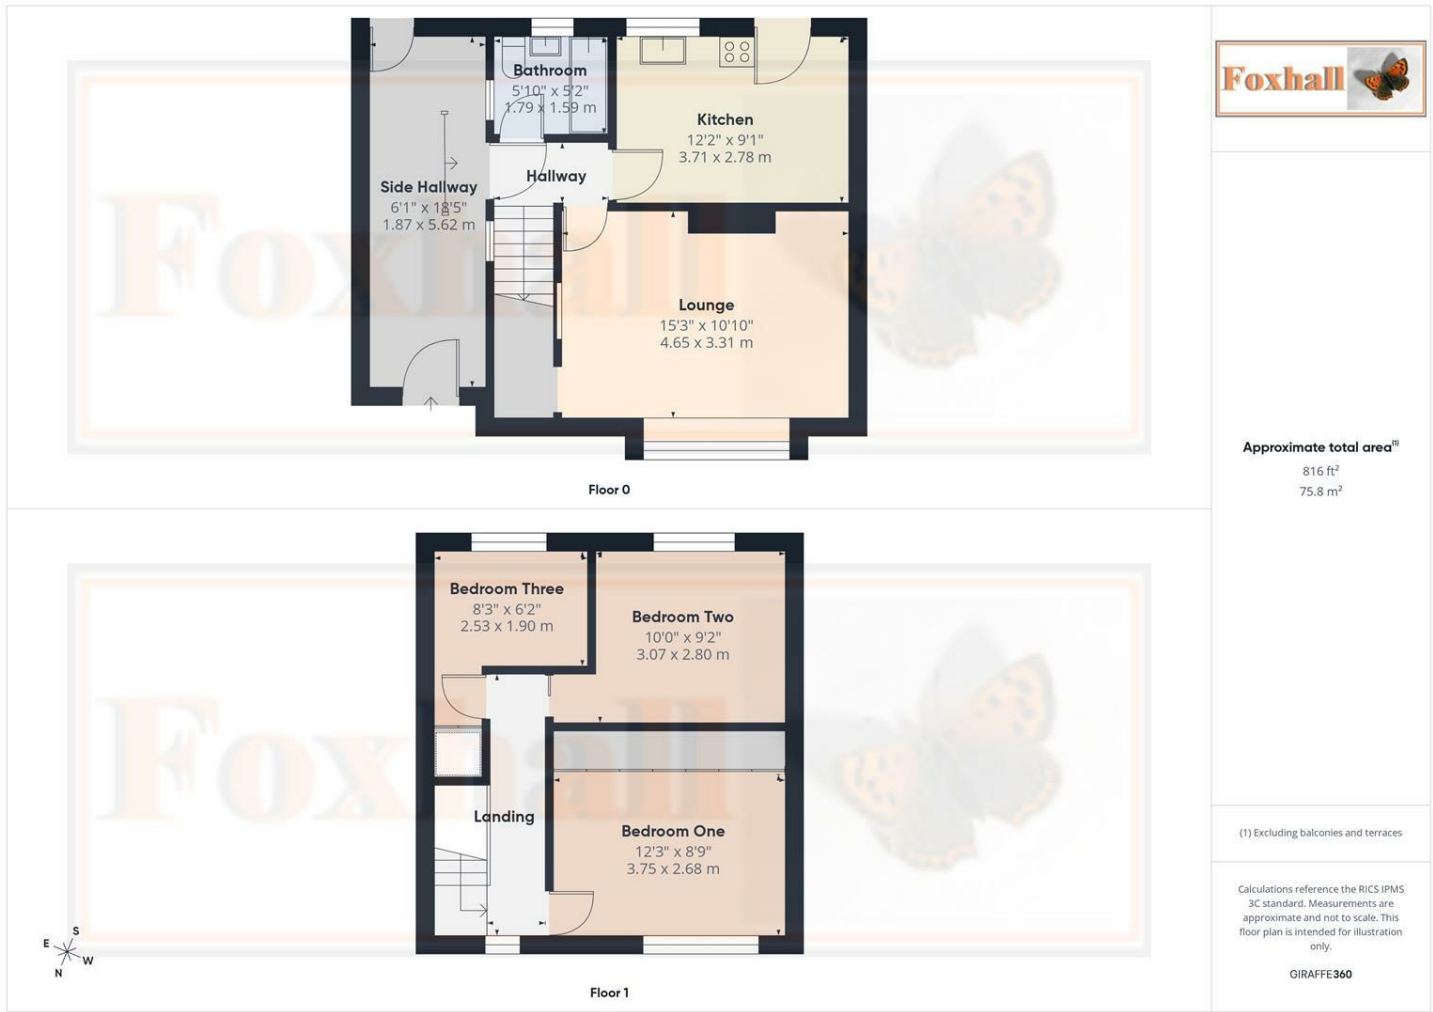 Bathroom
5'10" x 5'2"
1.79 x 1.59 m
Kitchen
12'2" x 9'1"
3.71 x 2.78 m
Hallway
Side Hallway
6'1" x 18'5"
1.87 x 5.62 m
Lounge
15'3" x 10'10"
4.65 x 3.31 m
Foxhall
Floor 0
Bedroom Three
8'3" x 6'2"
2.53 x 1.90 m
Bedroom Two
10'0" x 9'2"
3.07 x 2.80 m
Foxhall
Landing
Bedroom One
12'3" x 8'9"
3.75 x 2.68 m
S
E
W
N
Floor 1
Foxhall
Approximate total area(1)
816 ft²
75.8 m²
(1) Excluding balconies and terraces
Calculations reference the RICS IPMS
3C standard. Measurements are
approximate and not to scale. This
floor plan is intended for illustration
only.
GIRAFFE360